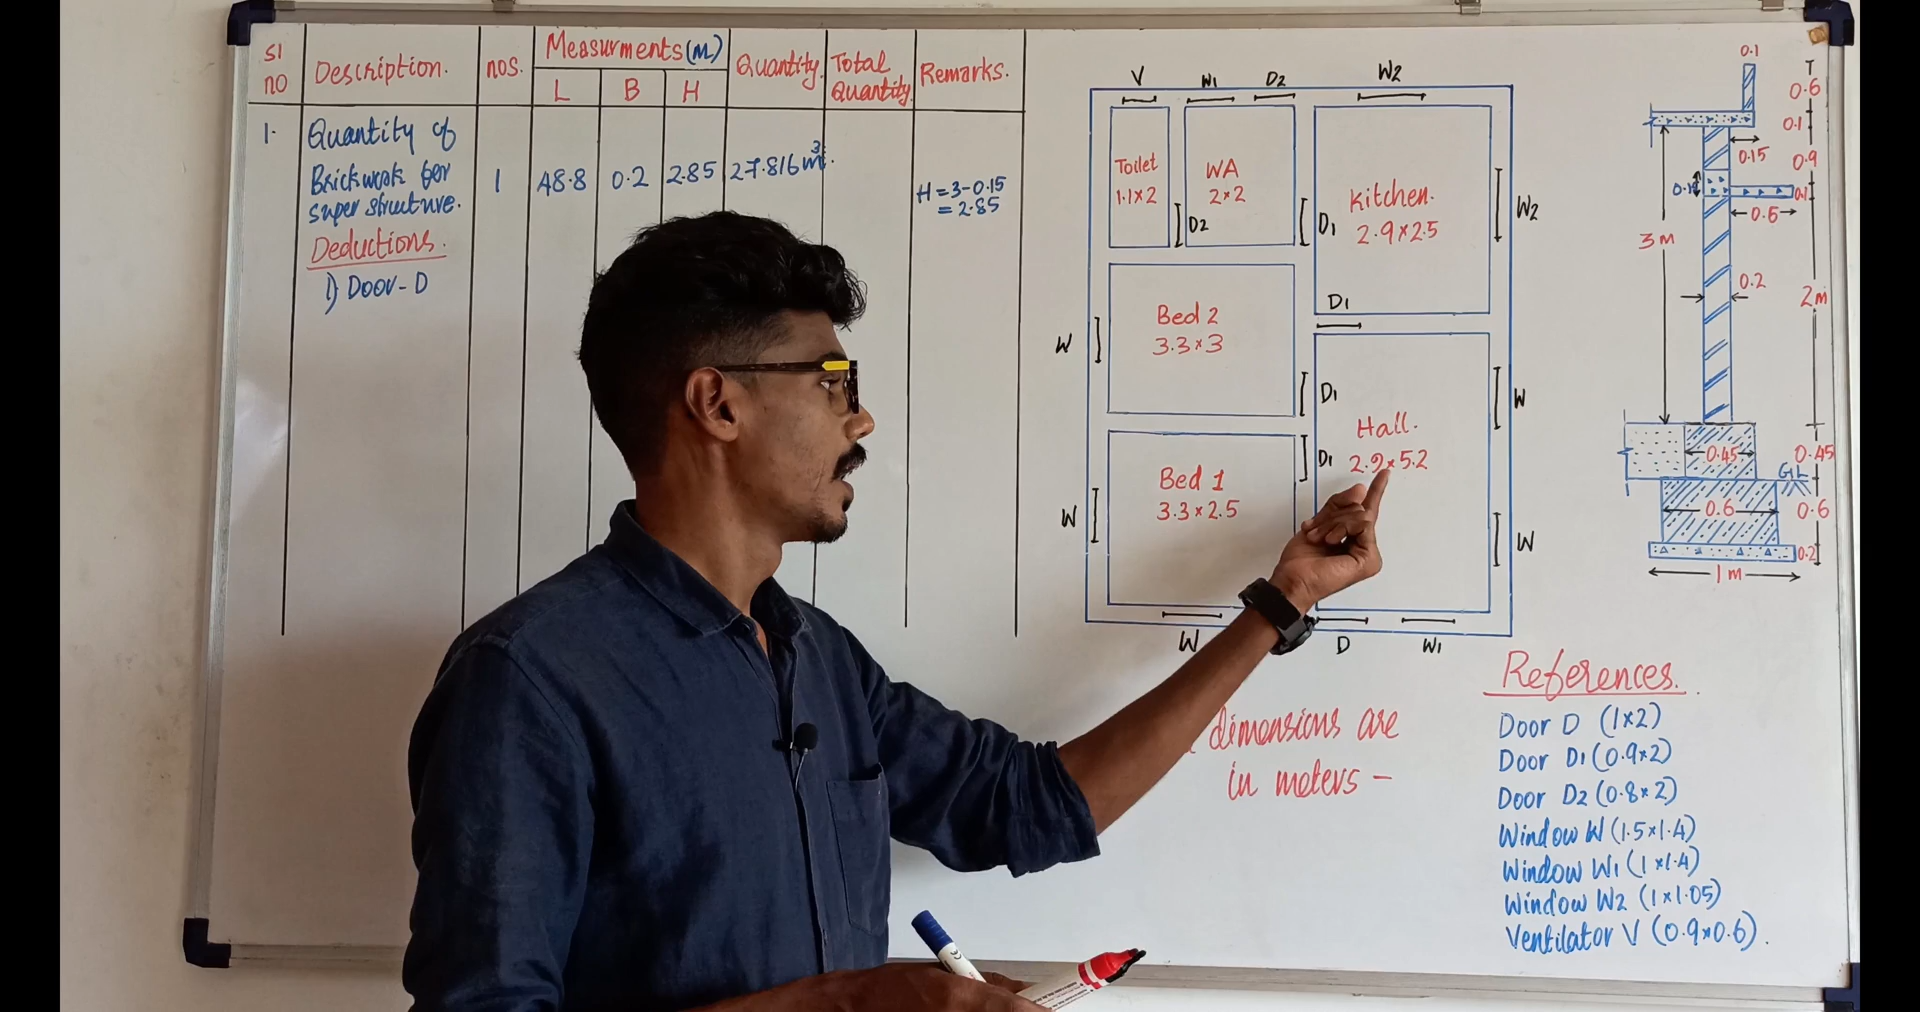 Sl no
Description.
nos.
Measurments (m)
L B H
Quantity.
Total Quantity
Remarks.
1.
Quantity of
Brickwork for
super structure.
1 48.8 0.2 2.85 27.816 m³.
H = 3-0.15
= 2.85
Deductions.
1) Door - D
V W1 D2 W2
Toilet
1.1×2
WA
2×2
D2
D1
Kitchen.
2.9×2.5
W2
D1
Bed 2
3.3×3
W
D1
Hall.
2.9×5.2
W
D1
Bed 1
3.3×2.5
W
W
W
D
W1
dimensions are
in meters -
0.1
0.6
0.1
0.15
0.9
0.1
0.6
3 m
0.2
2m
0.45
0.45
G.L
0.6
0.6
0.2
1 m
References.
Door D (1×2)
Door D1 (0.9×2)
Door D2 (0.8×2)
Window W (1.5×1.4)
Window W1 (1×1.4)
Window W2 (1×1.05)
Ventilator V (0.9×0.6).